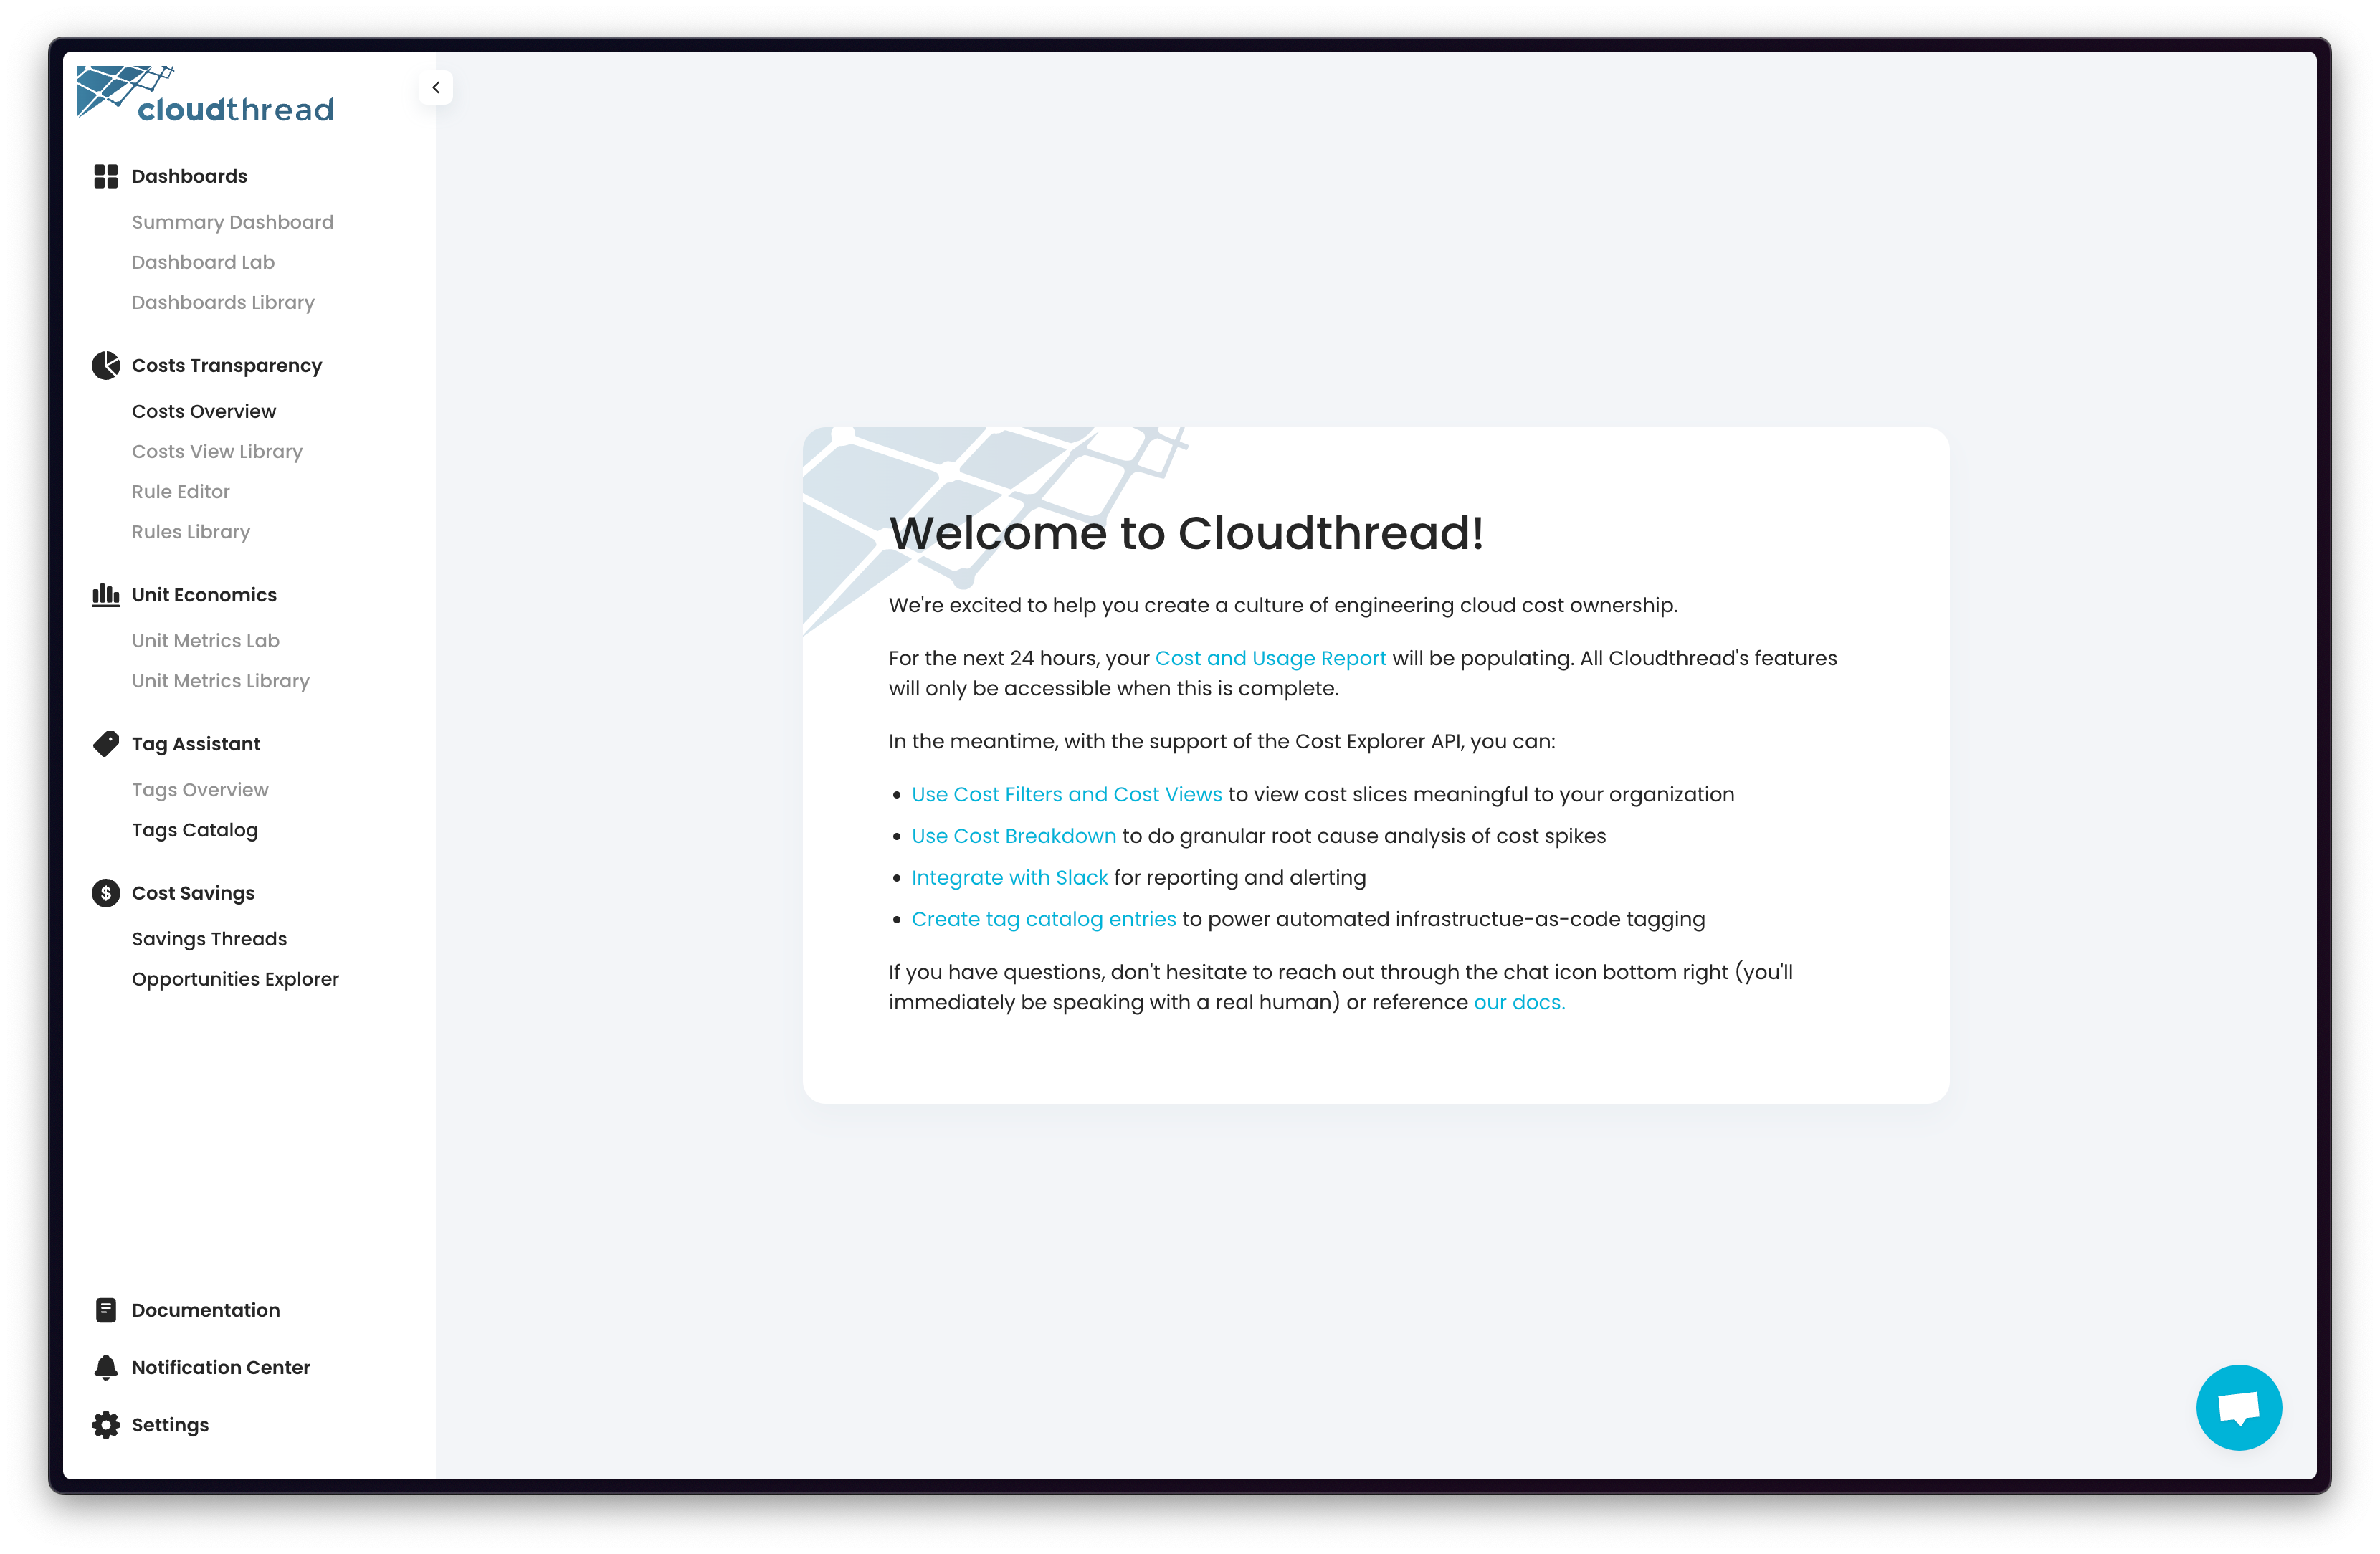 cloudthread
Dashboards
Summary Dashboard
Dashboard Lab
Dashboards Library
Costs Transparency
Costs Overview
Costs View Library
Rule Editor
Rules Library
Unit Economics
Unit Metrics Lab
Unit Metrics Library
Tag Assistant
Tags Overview
Tags Catalog
Cost Savings
Savings Threads
Opportunities Explorer
Documentation
Notification Center
Settings
Welcome to Cloudthread!
We're excited to help you create a culture of engineering cloud cost ownership.
For the next 24 hours, your Cost and Usage Report will be populating. All Cloudthread's features
will only be accessible when this is complete.
In the meantime, with the support of the Cost Explorer API, you can:
• Use Cost Filters and Cost Views to view cost slices meaningful to your organization
• Use Cost Breakdown to do granular root cause analysis of cost spikes
• Integrate with Slack for reporting and alerting
• Create tag catalog entries to power automated infrastructue-as-code tagging
If you have questions, don't hesitate to reach out through the chat icon bottom right (you'll
immediately be speaking with a real human) or reference our docs.